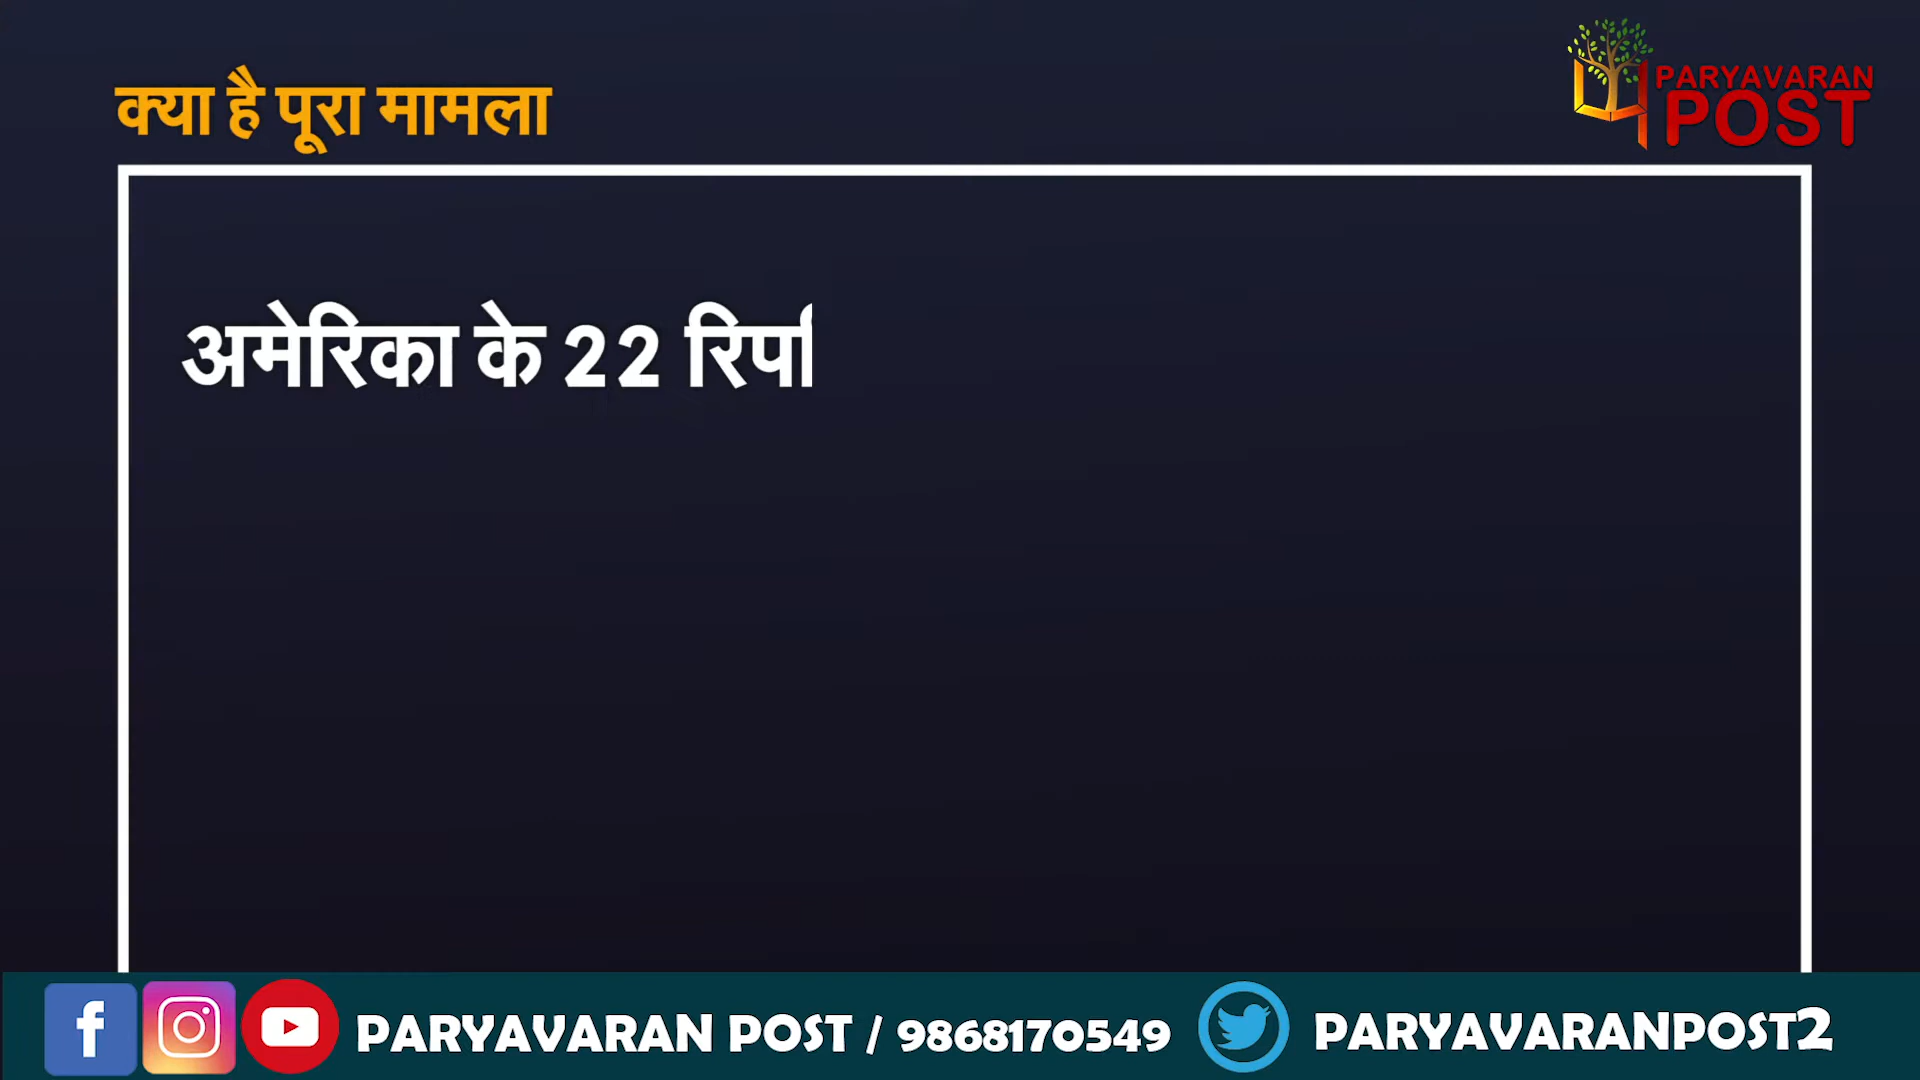 क्या है पूरा मामला
PARYAVARAN
POST
अमेरिका के 22
PARYAVARAN POST / 9868170549
PARYAVARANPOST2